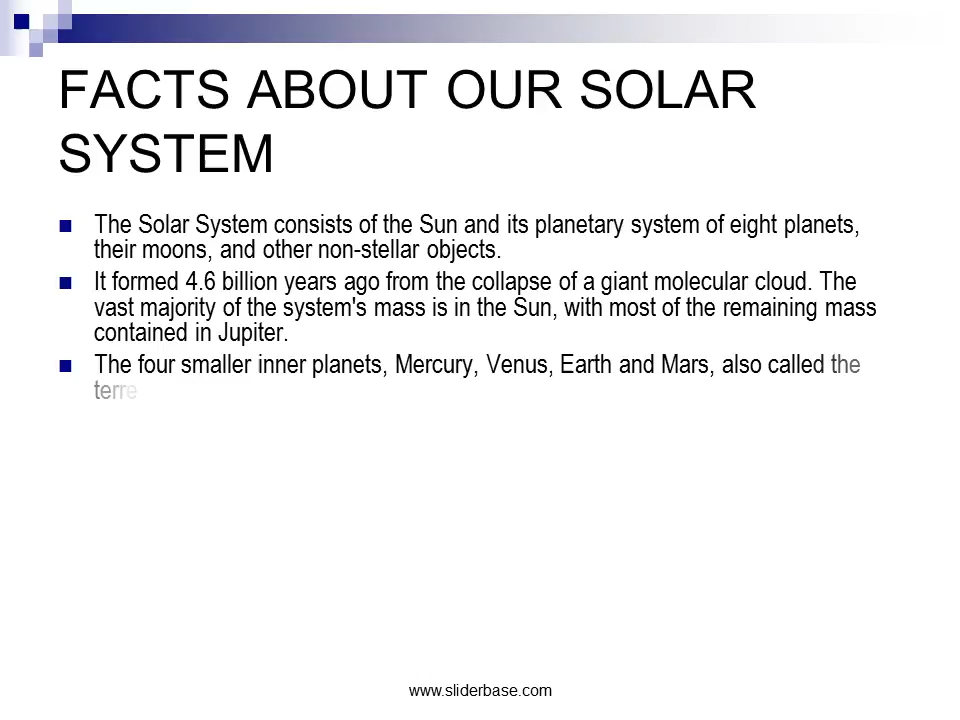 FACTS ABOUT OUR SOLAR
SYSTEM
The Solar System consists of the Sun and its planetary system of eight planets,
their moons, and other non-stellar objects.
It formed 4.6 billion years ago from the collapse of a giant molecular cloud. The
vast majority of the system's mass is in the Sun, with most of the remaining mass
contained in Jupiter.
The four smaller inner planets, Mercury, Venus, Earth and Mars, also called the
terre
www.sliderbase.com